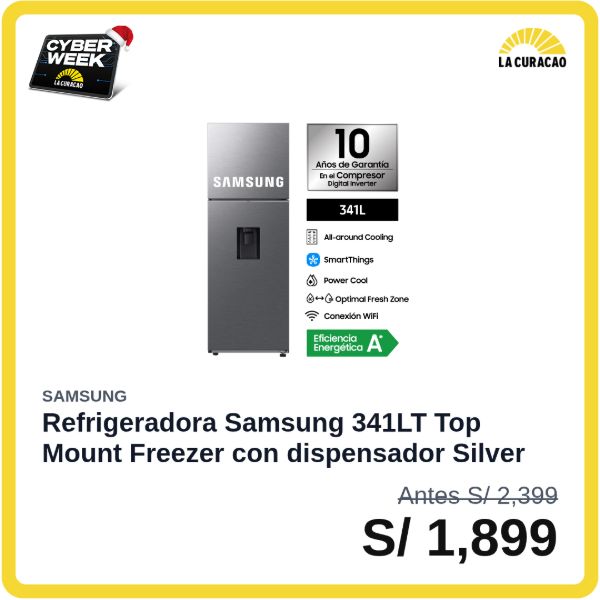 CYBER
WEEK
LA CURACAO
LA CURACAO
SAMSUNG
10
Años de Garantía
En el Compresor
Digital Inverter
341L
All-around Cooling
SmartThings
Power Cool
Optimal Fresh Zone
Conexión WiFi
Eficiencia
Energética A*
SAMSUNG
Refrigeradora Samsung 341LT Top
Mount Freezer con dispensador Silver
Antes S/ 2,399
S/ 1,899